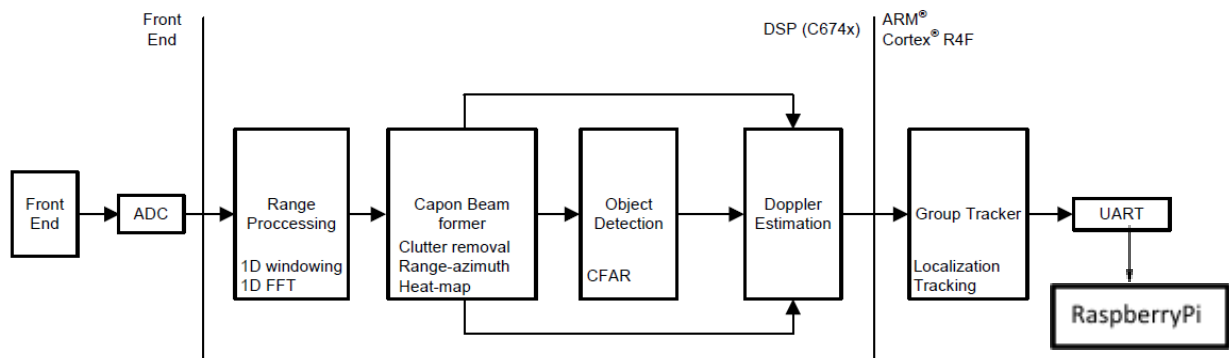 Front
End
DSP (C674x)
ARM®
Cortex® R4F
Front
End
ADC
Range
Proccessing
1D windowing
1D FFT
Capon Beam
former
Clutter removal
Range-azimuth
Heat-map
Object
Detection
CFAR
Doppler
Estimation
Group Tracker
Localization
Tracking
UART
RaspberryPi